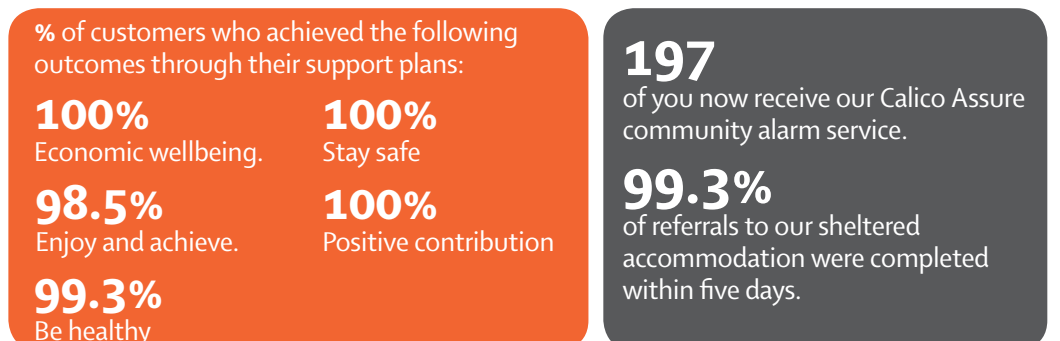 % of customers who achieved the following
outcomes through their support plans:
100%
Economic wellbeing.
100%
Stay safe
98.5%
Enjoy and achieve.
100%
Positive contribution
99.3%
Be healthy
197
of you now receive our Calico Assure
community alarm service.
99.3%
of referrals to our sheltered
accommodation were completed
within five days.